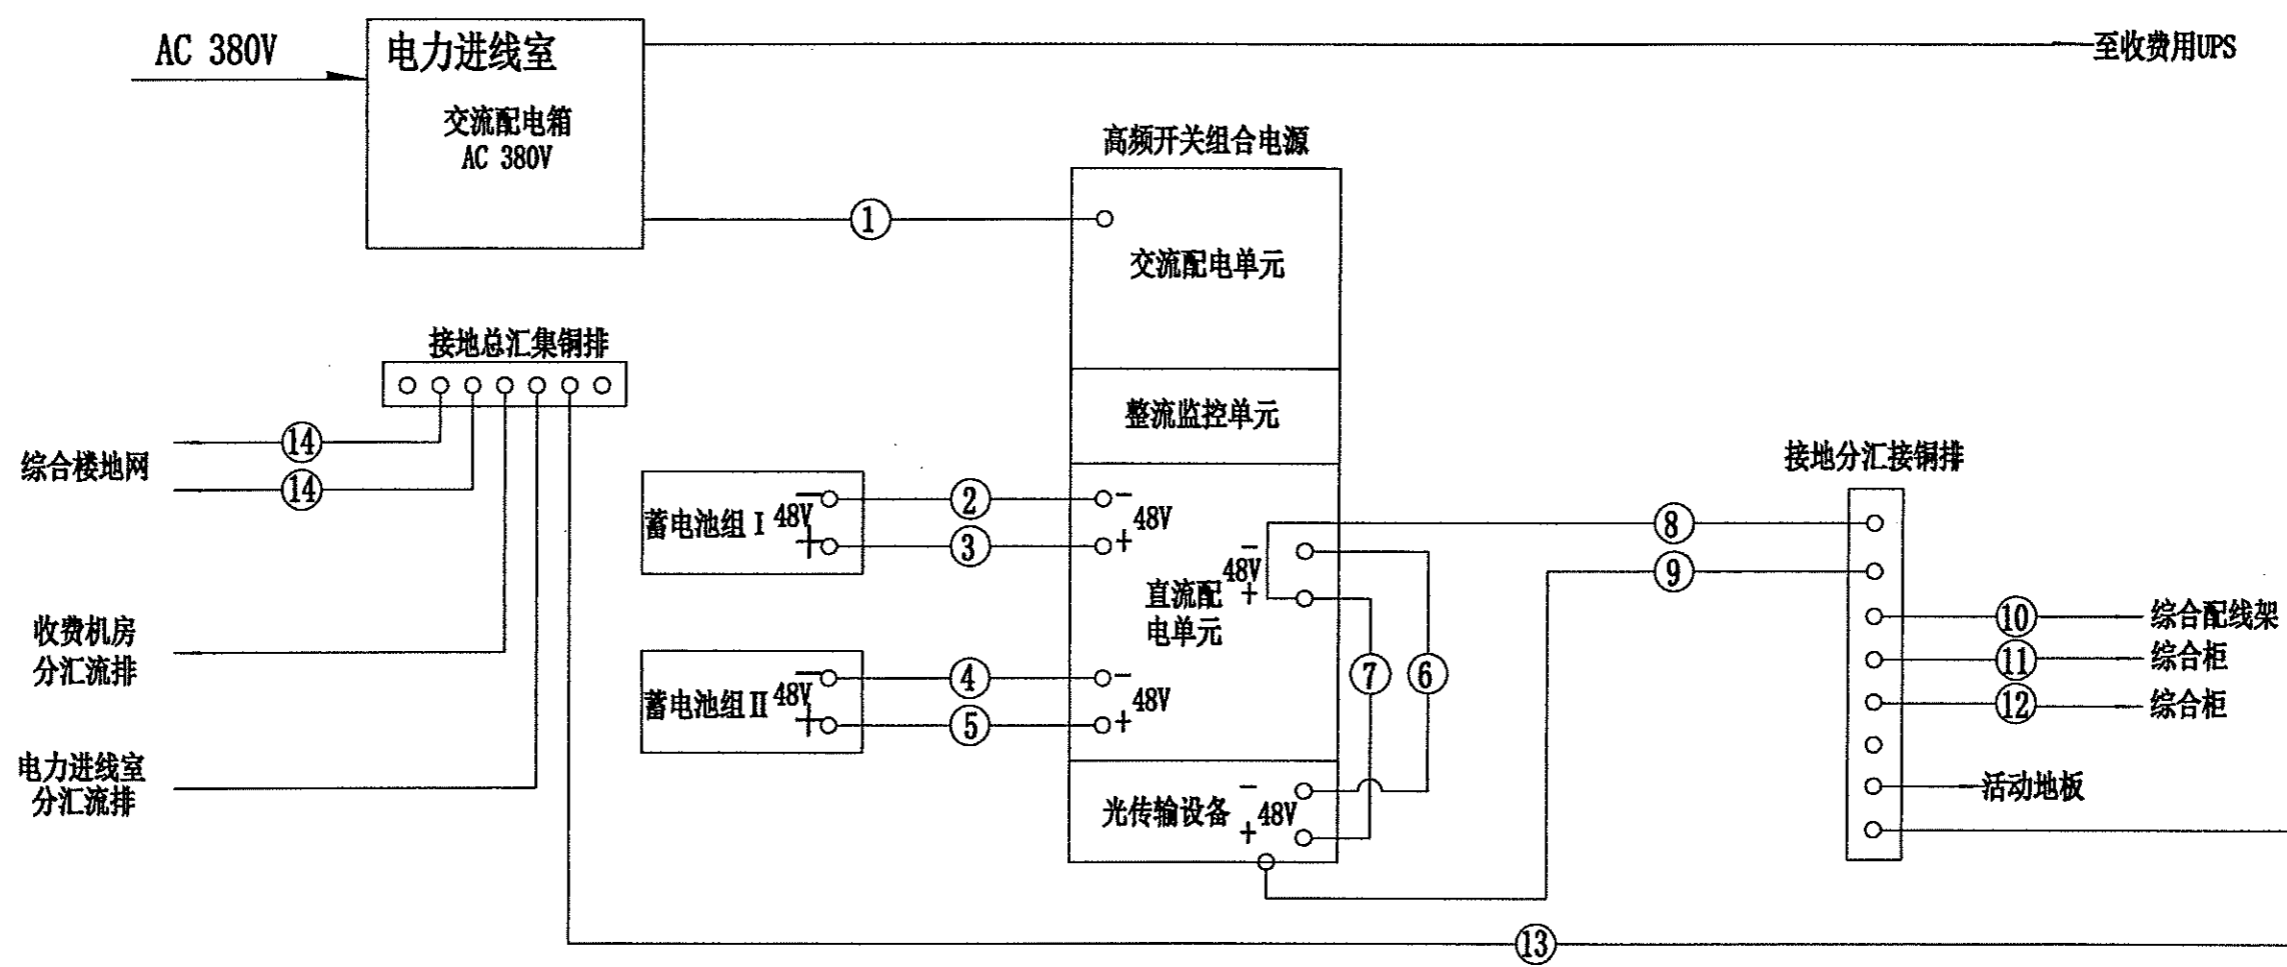 AC 380V
电力进线室
交流配电箱
AC 380V
至收费用UPS
高频开关组合电源
①
交流配电单元
接地总汇集铜排
整流监控单元
⑭
综合楼地网
⑭
接地分汇接铜排
蓄电池组Ⅰ
48V
−
+
②
③
−
48V
+
⑧
⑨
−
48V
+
直流配
电单元
收费机房
分汇流排
⑩
综合配线架
⑪
综合柜
⑫
综合柜
蓄电池组Ⅱ
48V
−
+
④
⑤
−
48V
+
⑦
⑥
电力进线室
分汇流排
光传输设备
−
48V
+
活动地板
⑬